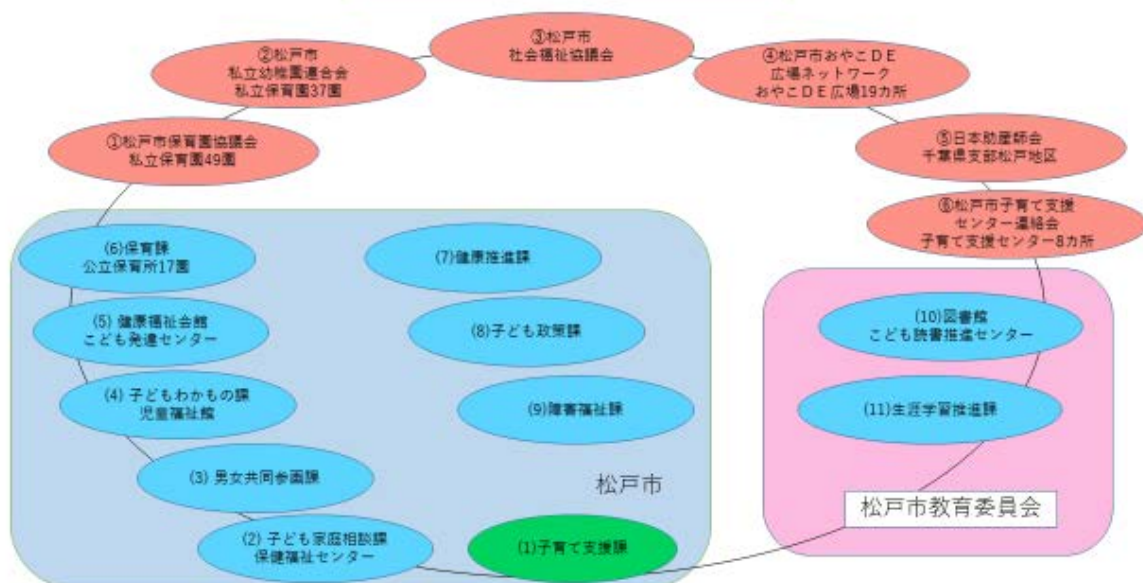 ③松戸市
社会福祉協議会
②松戸市
私立幼稚園連合会
私立保育園37園
④松戸市おやこDE
広場ネットワーク
おやこDE広場19カ所
①松戸市保育園協議会
私立保育園49園
⑤日本助産師会
千葉県支部松戸地区
⑥松戸市子育て支援
センター連絡会
子育て支援センター8カ所
(6)保育課
公立保育所17園
(7)健康推進課
(5) 健康福祉会館
こども発達センター
(8)子ども政策課
(10)図書館
こども読書推進センター
(4) 子どもわかもの課
児童福祉館
(9)障害福祉課
(11)生涯学習推進課
(3) 男女共同参画課
松戸市
松戸市教育委員会
(2) 子ども家庭相談課
保健福祉センター
(1)子育て支援課